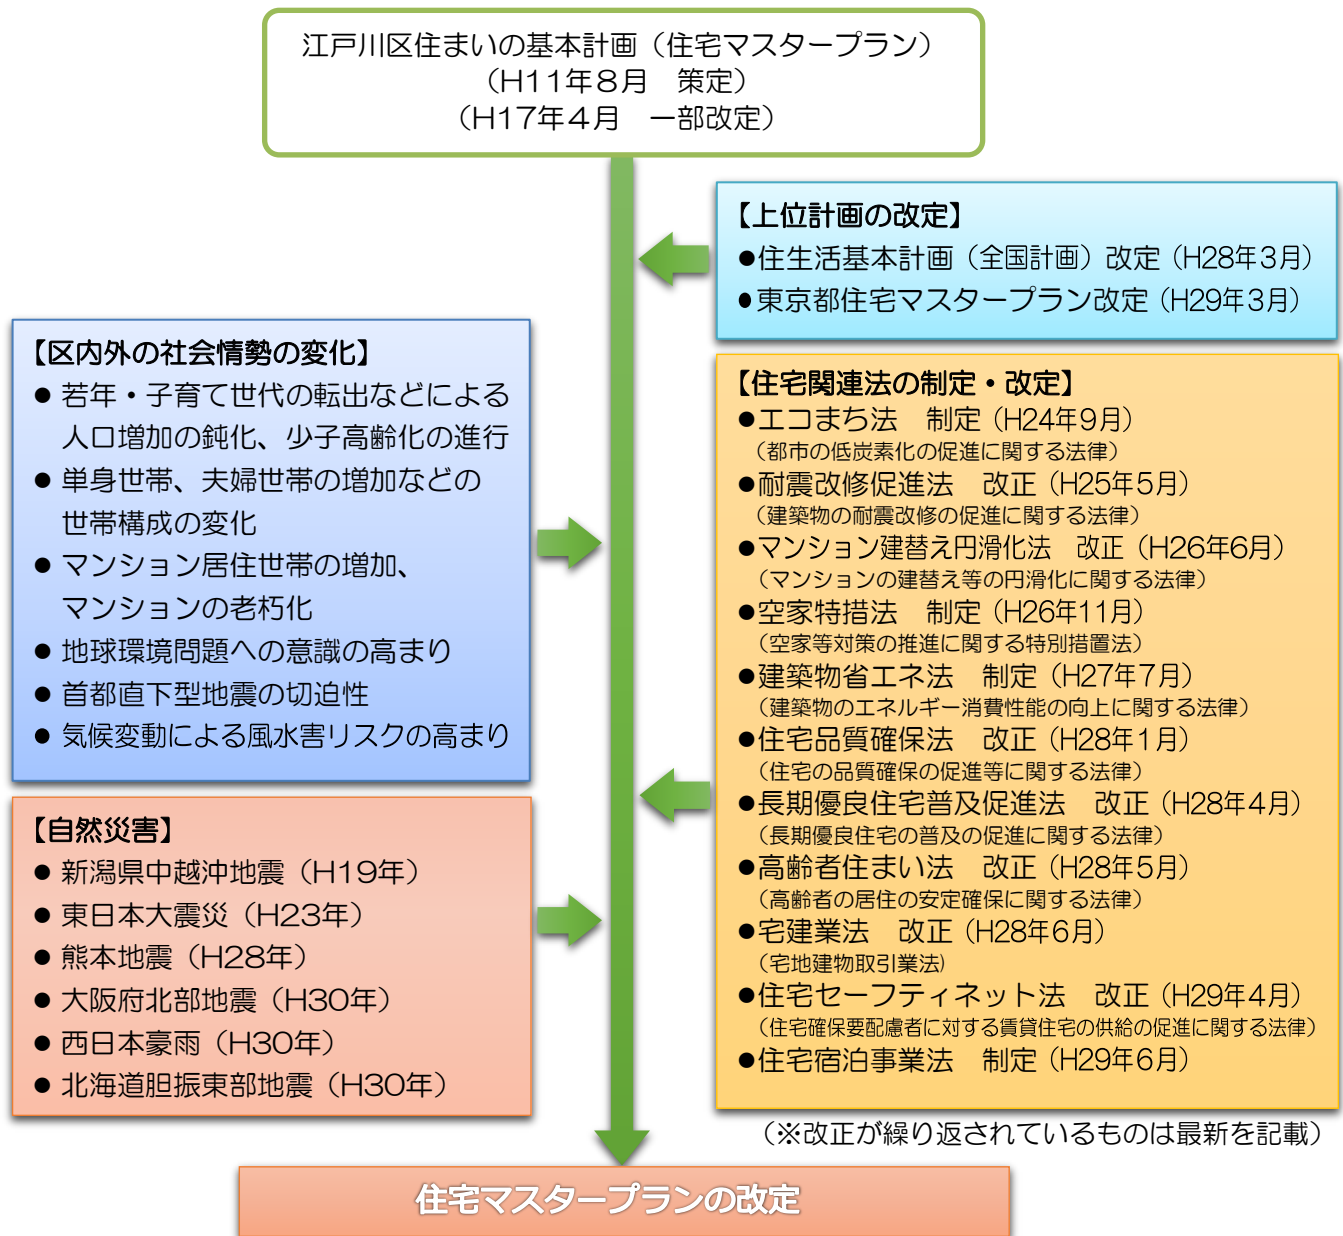 江戸川区住まいの基本計画（住宅マスタープラン）
（H11年８月　策定）
（H17年４月　一部改定）
【上位計画の改定】
●住生活基本計画（全国計画）改定（H28年3月）
●東京都住宅マスタープラン改定（H29年3月）
【区内外の社会情勢の変化】
● 若年・子育て世代の転出などによる
人口増加の鈍化、少子高齢化の進行
● 単身世帯、夫婦世帯の増加などの
世帯構成の変化
● マンション居住世帯の増加、
マンションの老朽化
● 地球環境問題への意識の高まり
● 首都直下型地震の切迫性
● 気候変動による風水害リスクの高まり
【自然災害】
● 新潟県中越沖地震（H19年）
● 東日本大震災（H23年）
● 熊本地震（H28年）
● 大阪府北部地震（H30年）
● 西日本豪雨（H30年）
● 北海道胆振東部地震（H30年）
【住宅関連法の制定・改定】
●エコまち法　制定（H24年9月）
（都市の低炭素化の促進に関する法律）
●耐震改修促進法　改正（H25年5月）
（建築物の耐震改修の促進に関する法律）
●マンション建替え円滑化法　改正（H26年6月）
（マンションの建替え等の円滑化に関する法律）
●空家特措法　制定（H26年11月）
（空家等対策の推進に関する特別措置法）
●建築物省エネ法　制定（H27年7月）
（建築物のエネルギー消費性能の向上に関する法律）
●住宅品質確保法　改正（H28年1月）
（住宅の品質確保の促進等に関する法律）
●長期優良住宅普及促進法　改正（H28年4月）
（長期優良住宅の普及の促進に関する法律）
●高齢者住まい法　改正（H28年5月）
（高齢者の居住の安定確保に関する法律）
●宅建業法　改正（H28年6月）
（宅地建物取引業法)
●住宅セーフティネット法　改正（H29年4月）
（住宅確保要配慮者に対する賃貸住宅の供給の促進に関する法律）
●住宅宿泊事業法　制定（H29年6月）
（※改正が繰り返されているものは最新を記載）
住宅マスタープランの改定